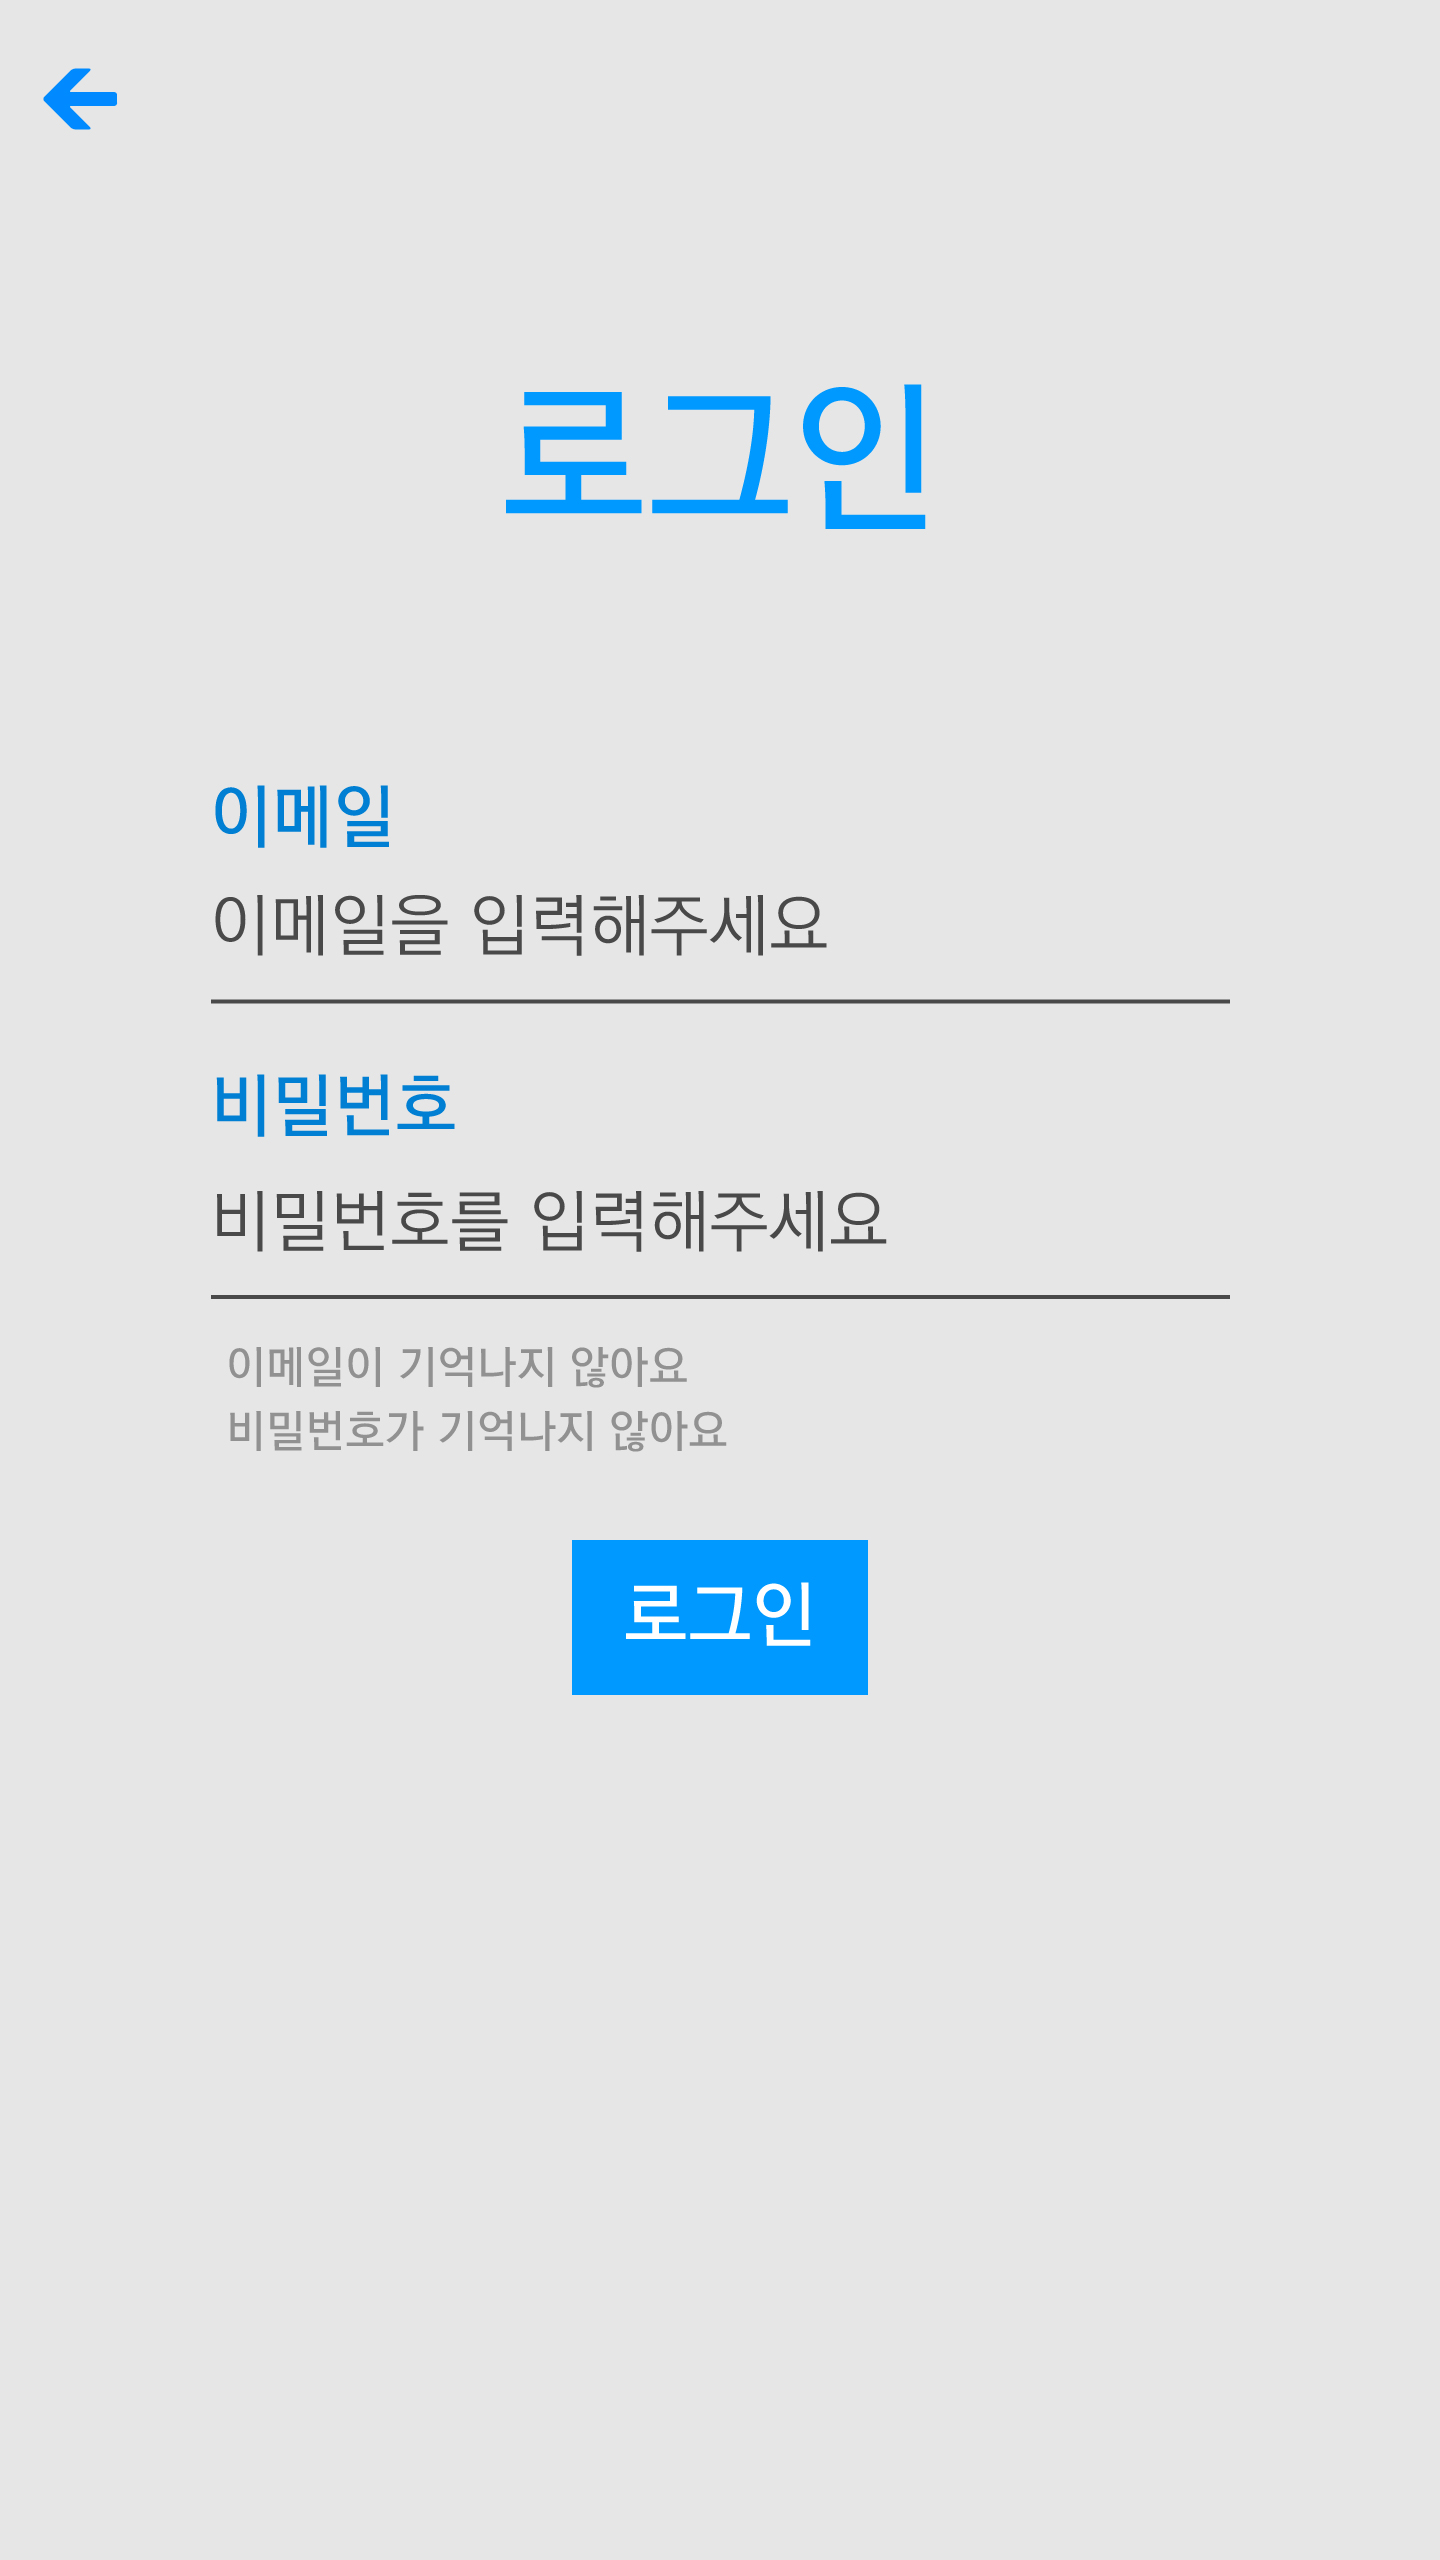 로그인
이메일
이메일을 입력해주세요
비밀번호
비밀번호를 입력해주세요
이메일이 기억나지 않아요
비밀번호가 기억나지 않아요
로그인